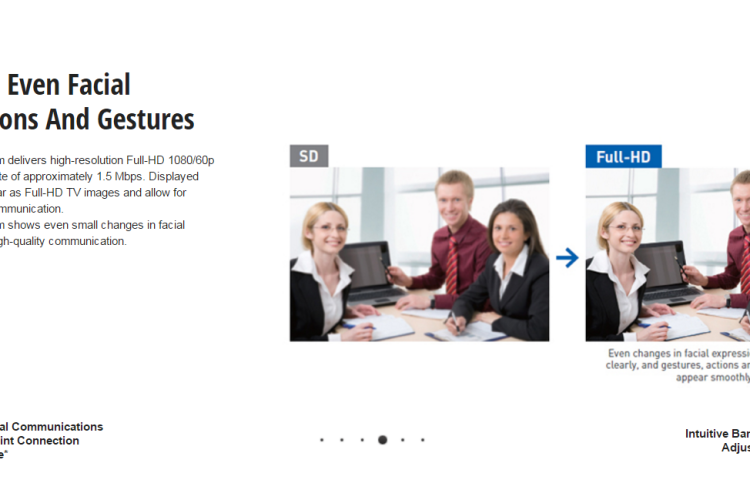 Even Facial
ons And Gestures
m delivers high-resolution Full-HD 1080/60p
te of approximately 1.5 Mbps. Displayed
ar as Full-HD TV images and allow for
mmunication.
m shows even small changes in facial
gh-quality communication.
SD
Full-HD
Even changes in facial expressi
clearly, and gestures, actions an
appear smoothly
al Communications
int Connection
e*
Intuitive Ban
Adjus